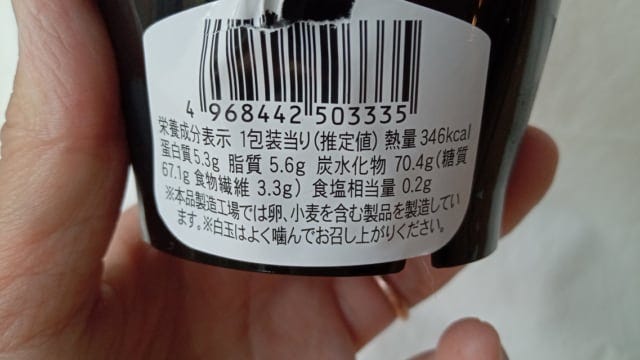 4 968442 503335
栄養成分表示 1包装当り(推定値) 熱量346kcal
蛋白質5.3g 脂質 5.6g 炭水化物 70.4g(糖質
67.1g 食物繊維 3.3g) 食塩相当量 0.2g
※本品製造工場では卵、小麦を含む製品を製造してい
ます。※白玉はよく噛んでお召し上がりください。